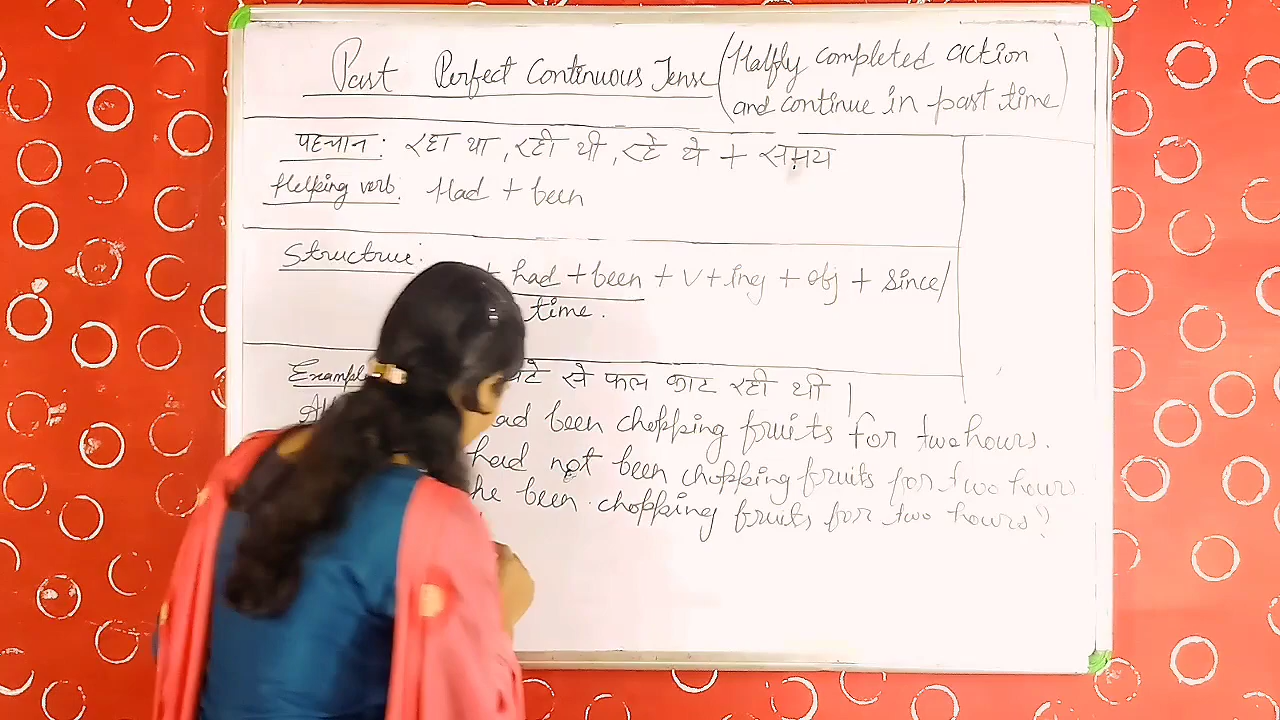 Past Perfect Continuous Tense (Halfly completed action
and continue in past time)
पहचान : रहा था, रही थी, रहे थे + समय
Helping verb: Had + been
Structrue:
+ had + been + V + ing + obj + since/
time.
Example
घंटे से फल काट रही थी |
had been chopping fruits for two hours.
had not been chopping fruits for two hours
he been chopping fruits for two hours?